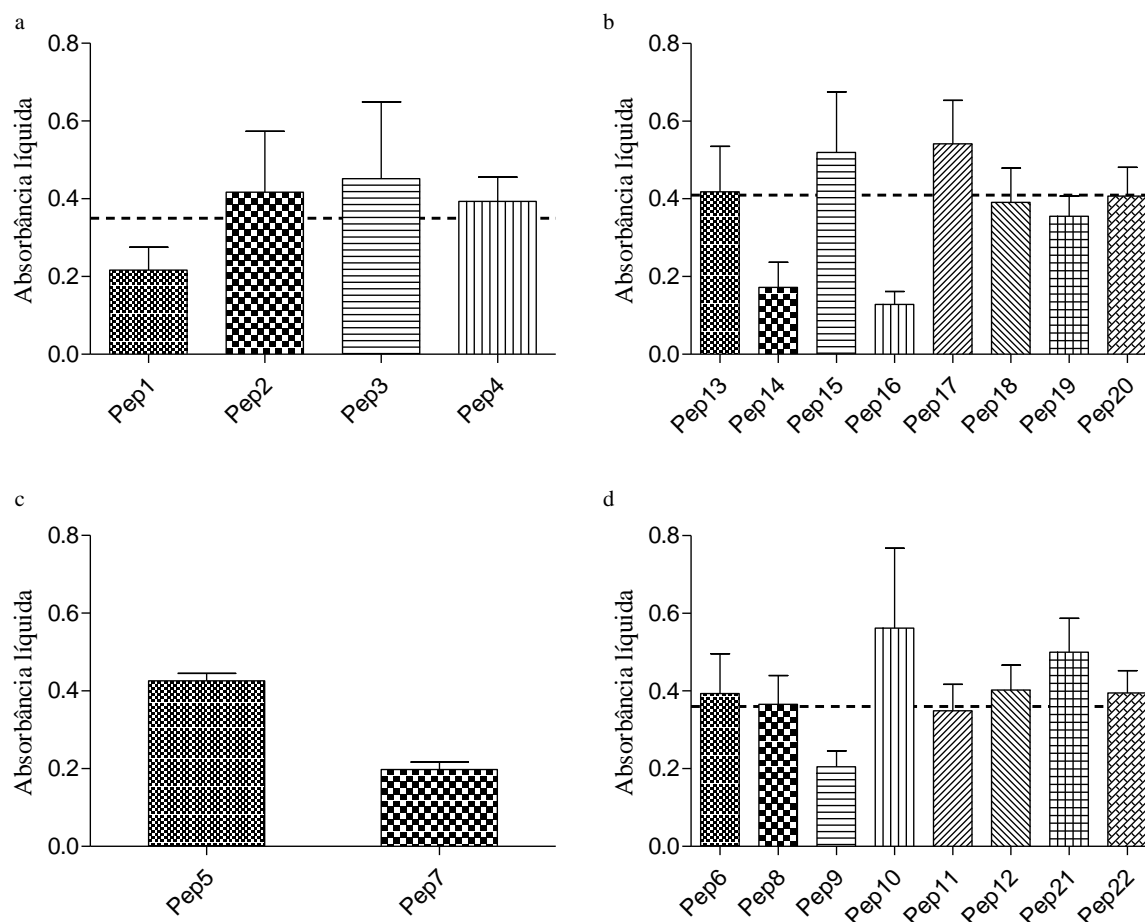 a
Absorbância líquida
0.8
0.6
0.4
0.2
0.0
Pep1
Pep2
Pep3
Pep4
b
Absorbância líquida
0.8
0.6
0.4
0.2
0.0
Pep13
Pep14
Pep15
Pep16
Pep17
Pep18
Pep19
Pep20
c
Absorbância líquida
0.8
0.6
0.4
0.2
0.0
Pep5
Pep7
d
Absorbância líquida
0.8
0.6
0.4
0.2
0.0
Pep6
Pep8
Pep9
Pep10
Pep11
Pep12
Pep21
Pep22